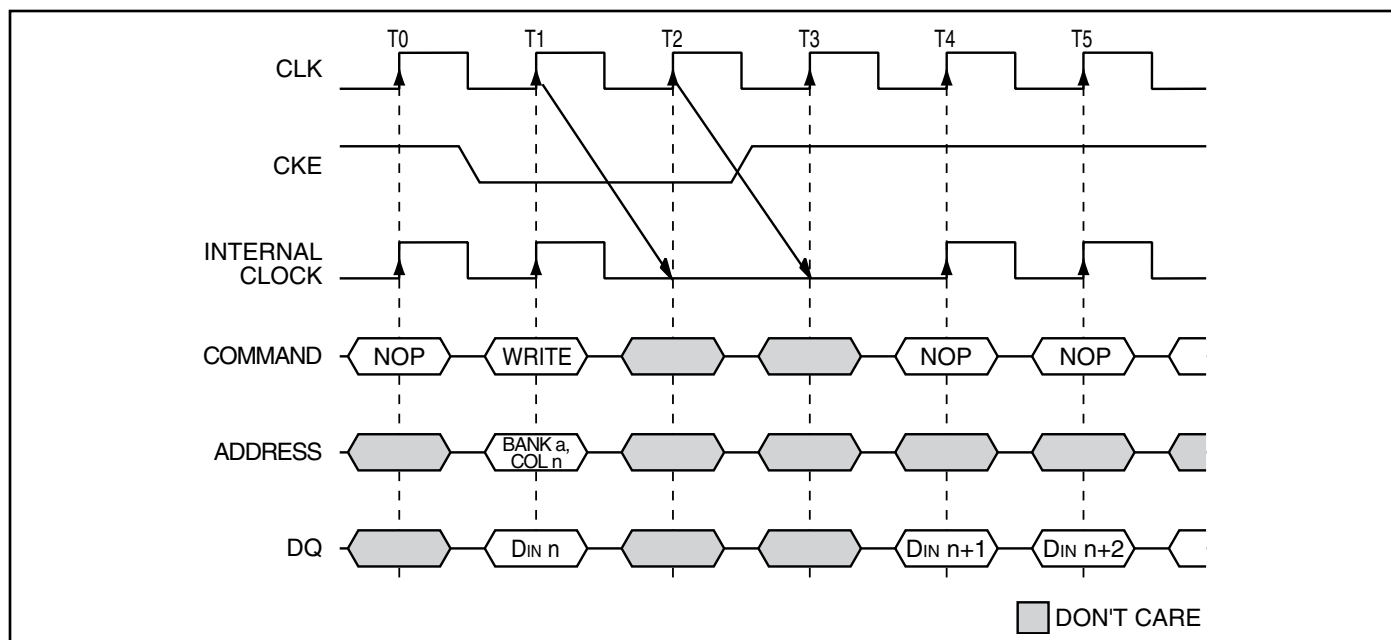 T0 T1 T2 T3 T4 T5
CLK
CKE
INTERNAL
CLOCK
COMMAND NOP WRITE NOP NOP
ADDRESS BANK a,
COL n
DQ DIN n DIN n+1 DIN n+2
DON'T CARE